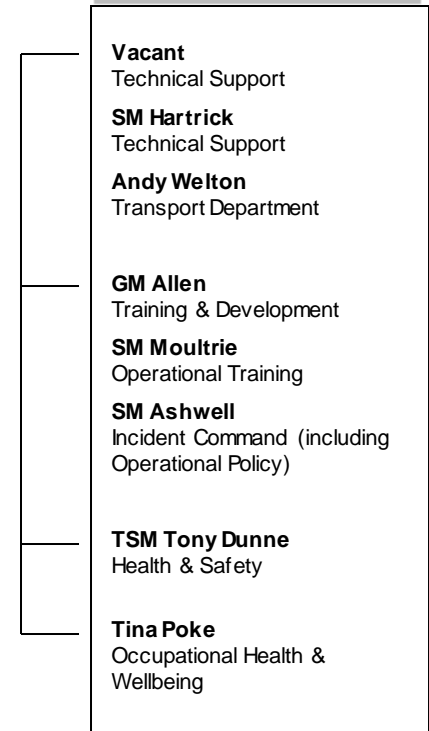 Vacant
Technical Support
SM Hartrick
Technical Support
Andy Welton
Transport Department
GM Allen
Training & Development
SM Moultrie
Operational Training
SM Ashwell
Incident Command (including
Operational Policy)
TSM Tony Dunne
Health & Safety
Tina Poke
Occupational Health &
Wellbeing